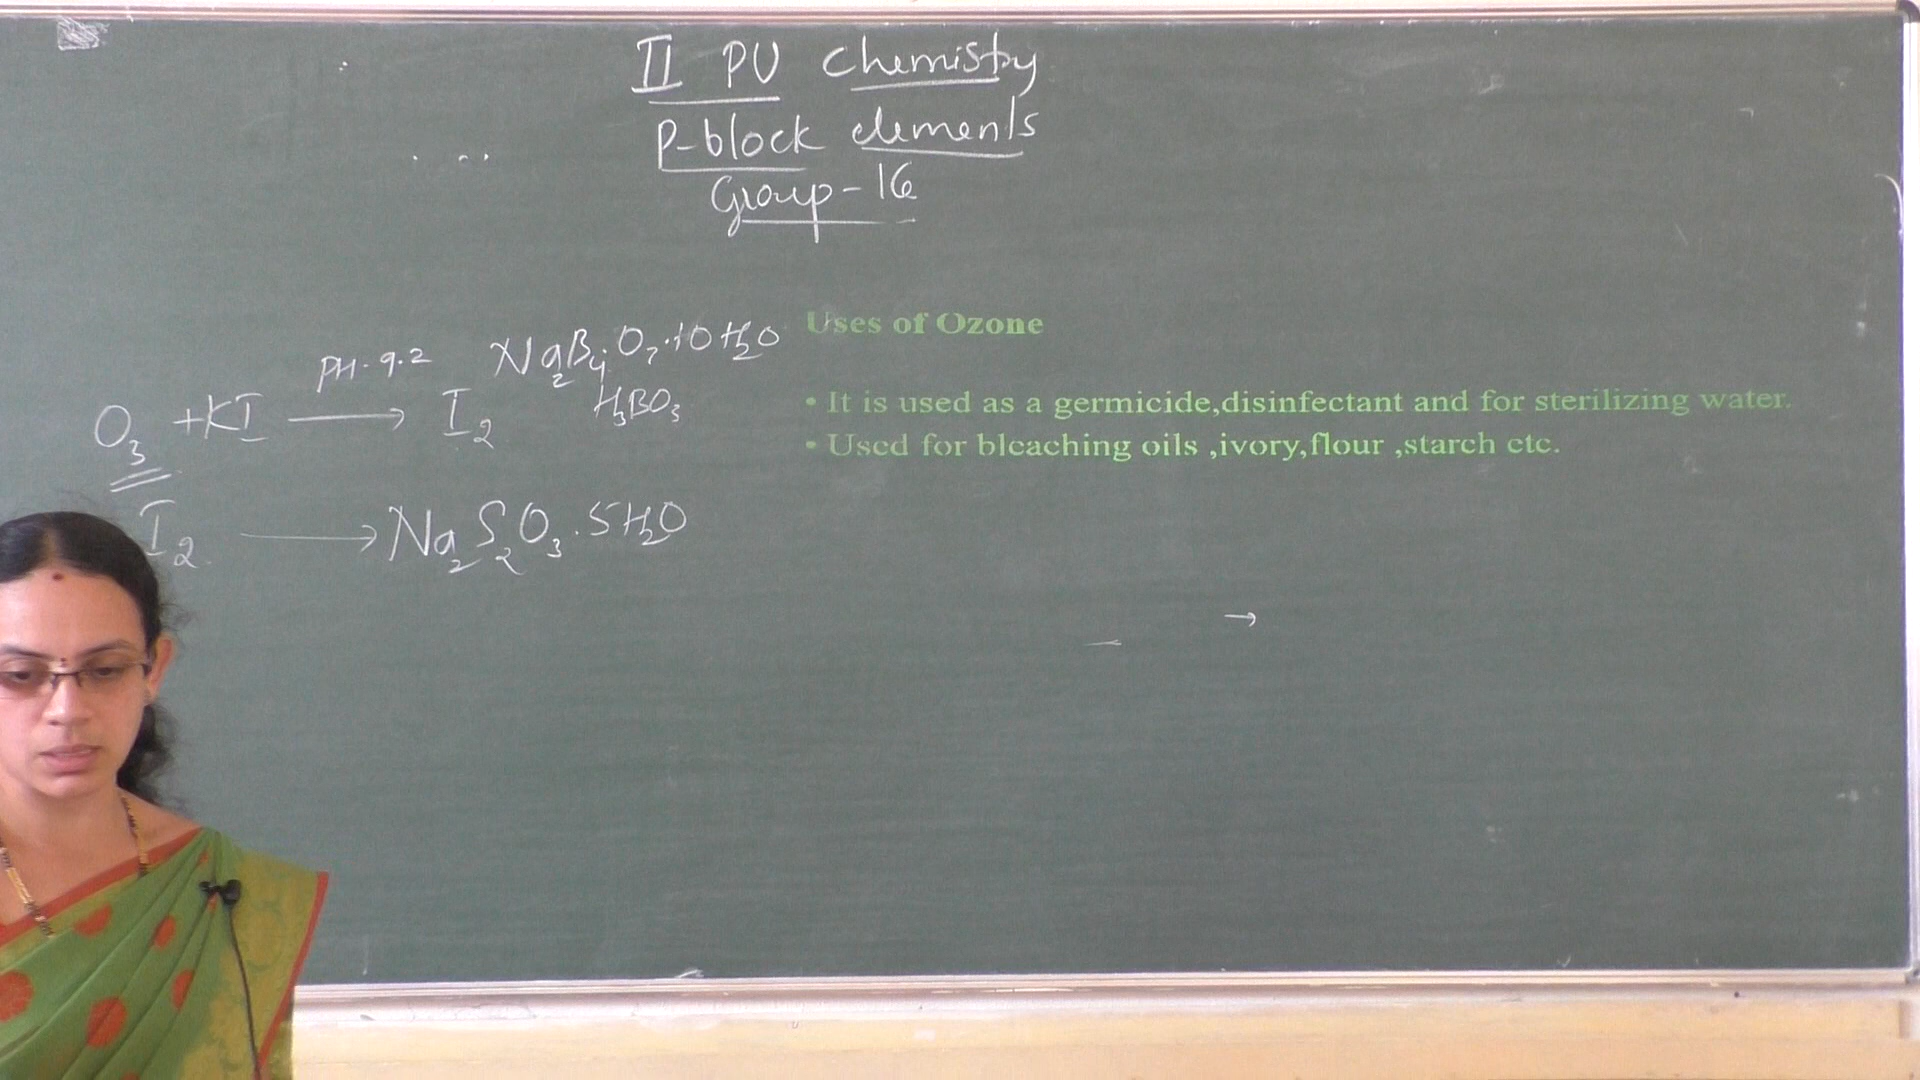 II PU Chemistry
P-block elements
Group-16
PH-9.2 Na₂B₄O₇·10H₂O
H₃BO₃
O₃ +KI → I₂
I₂ → Na₂S₂O₃.5H₂O
Uses of Ozone
• It is used as a germicide,disinfectant and for sterilizing water.
• Used for bleaching oils ,ivory,flour ,starch etc.
→